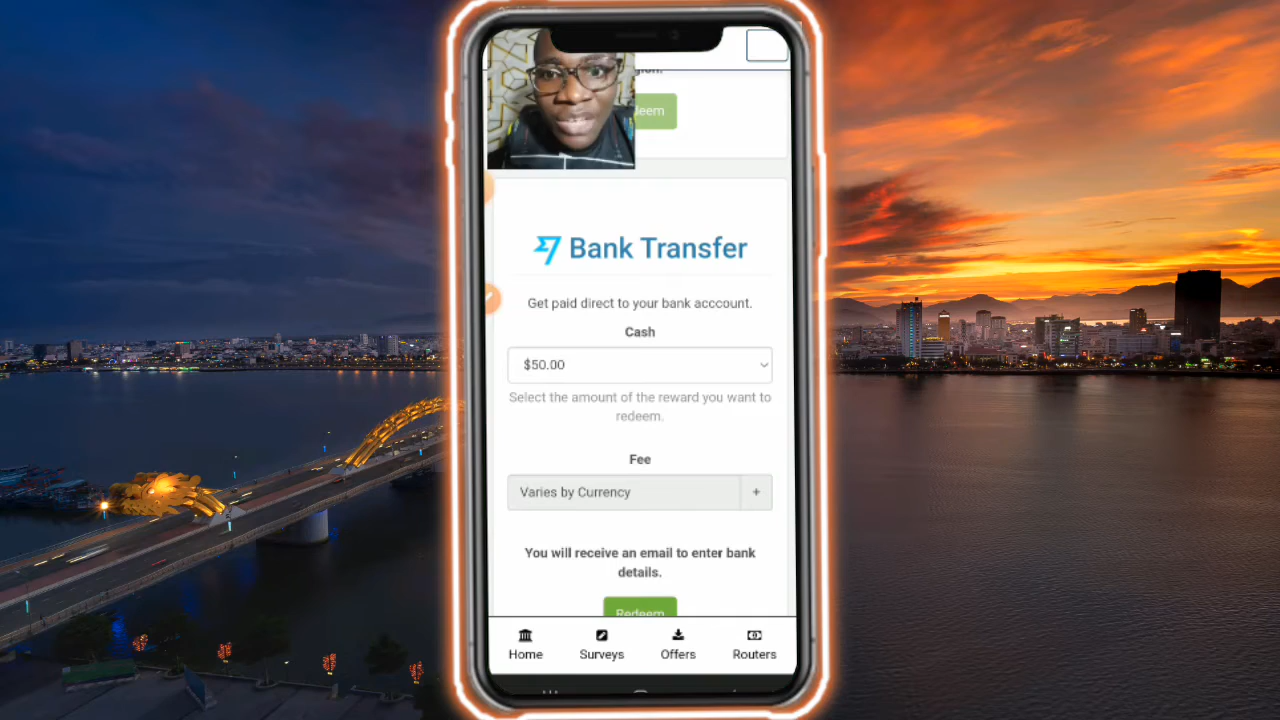 Bank Transfer
Get paid direct to your bank acccount.
Cash
$50.00
Select the amount of the reward you want to
redeem.
Fee
Varies by Currency
+
You will receive an email to enter bank
details.
Redeem
Home
Surveys
Offers
Routers